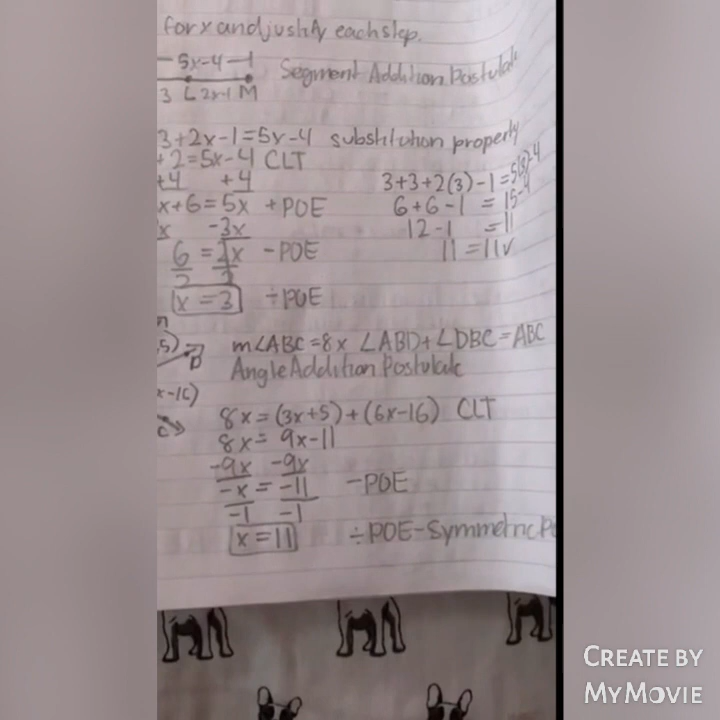 for x and justify each step.
5x-4
Segment Addition Postulate
3 L 2x-1 M
3+2x-1=5x-4 substitution property
+2=5x-4 CLT
+4 +4
x+6=5x +POE
x -3x
6=2x -POE
2 2
x=3 ÷POE
3+3+2(3)-1=5(3)-4
6+6-1 = 15-4
12-1 =11
11=11✓
5)
D
x-16)
C
m∠ABC=8x ∠ABD+∠DBC=ABC
Angle Addition Postulate
8x=(3x+5)+(6x-16) CLT
8x= 9x-11
-9x -9x
-x = -11 -POE
-1 -1
x=11 ÷POE-Symmetric
CREATE BY
MYMOVIE